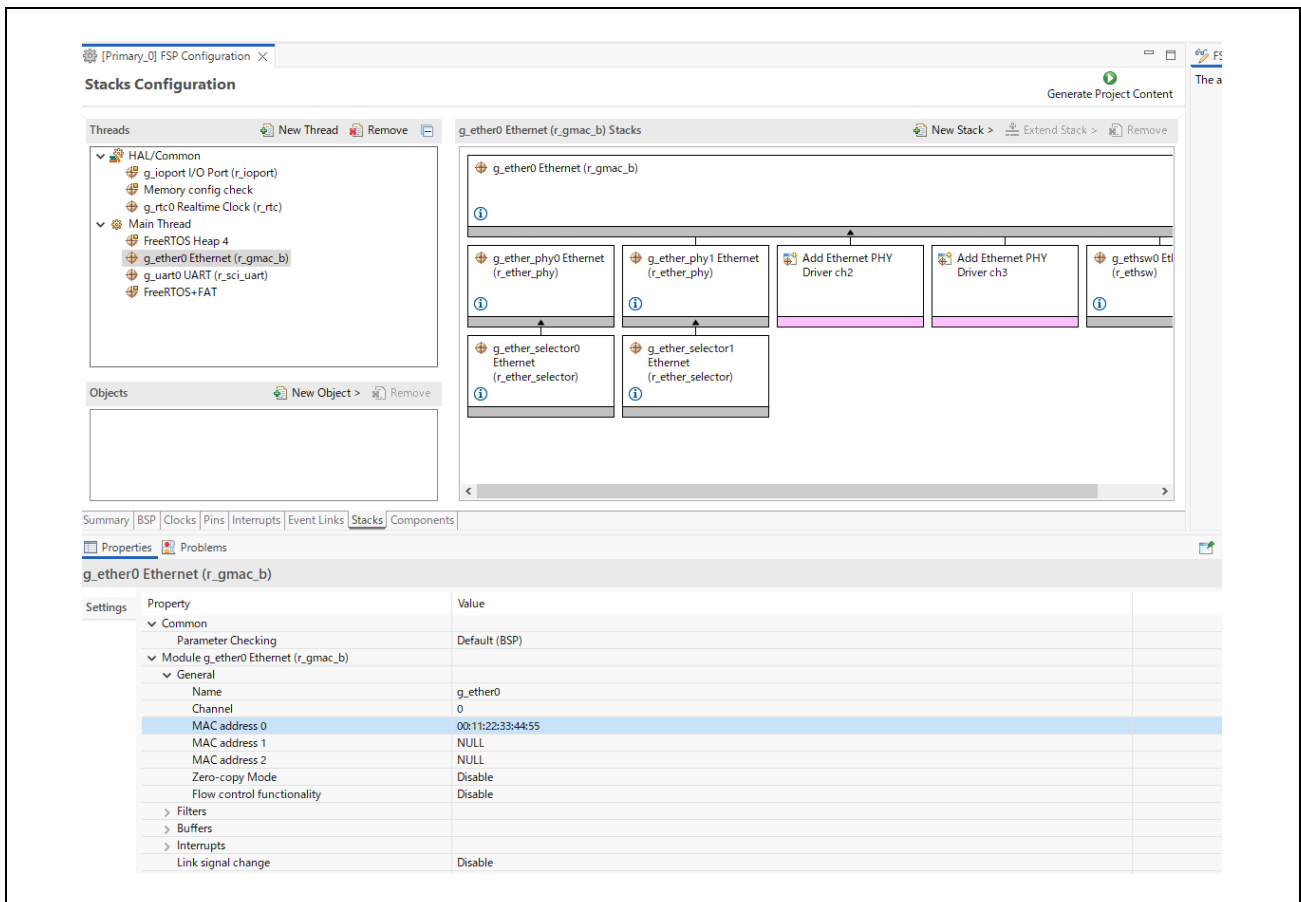 [Primary_0] FSP Configuration
FS
Stacks Configuration
The a
Generate Project Content
Threads
New Thread
Remove
g_ether0 Ethernet (r_gmac_b) Stacks
New Stack >
Extend Stack >
Remove
HAL/Common
g_ioport I/O Port (r_ioport)
Memory config check
g_rtc0 Realtime Clock (r_rtc)
Main Thread
FreeRTOS Heap 4
g_ether0 Ethernet (r_gmac_b)
g_uart0 UART (r_sci_uart)
FreeRTOS+FAT
g_ether0 Ethernet (r_gmac_b)
g_ether_phy0 Ethernet
(r_ether_phy)
g_ether_phy1 Ethernet
(r_ether_phy)
Add Ethernet PHY
Driver ch2
Add Ethernet PHY
Driver ch3
g_ethsw0 Etl
(r_ethsw)
g_ether_selector0
Ethernet
(r_ether_selector)
g_ether_selector1
Ethernet
(r_ether_selector)
Objects
New Object >
Remove
Summary BSP Clocks Pins Interrupts Event Links Stacks Components
Properties Problems
g_ether0 Ethernet (r_gmac_b)
Settings
Property Value
Common
Parameter Checking Default (BSP)
Module g_ether0 Ethernet (r_gmac_b)
General
Name g_ether0
Channel 0
MAC address 0 00:11:22:33:44:55
MAC address 1 NULL
MAC address 2 NULL
Zero-copy Mode Disable
Flow control functionality Disable
Filters
Buffers
Interrupts
Link signal change Disable